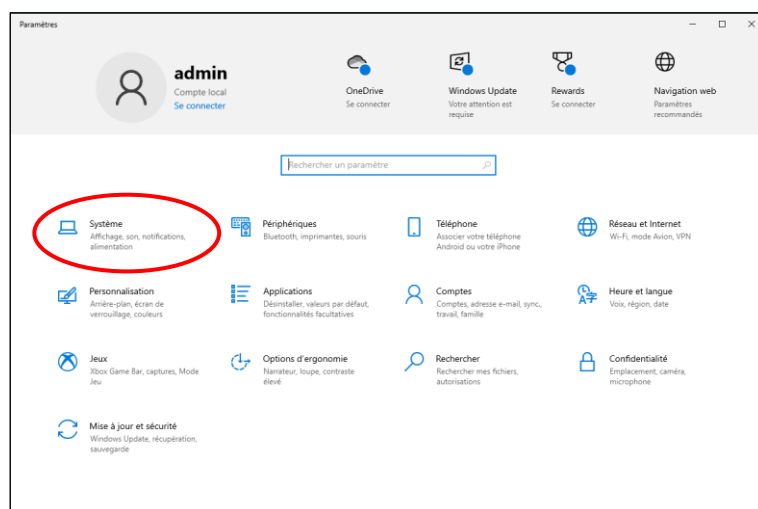 Paramètres
admin
Compte local
Se connecter
OneDrive
Se connecter
Windows Update
Votre attention est
requise
Rewards
Se connecter
Navigation web
Paramètres
recommandés
Rechercher un paramètre
Système
Affichage, son, notifications,
alimentation
Périphériques
Bluetooth, imprimantes, souris
Téléphone
Associer votre téléphone
Android ou votre iPhone
Réseau et Internet
Wi-Fi, mode Avion, VPN
Personnalisation
Arrière-plan, écran de
verrouillage, couleurs
Applications
Désinstaller, valeurs par défaut,
fonctionnalités facultatives
Comptes
Comptes, adresse e-mail, sync.,
travail, famille
Heure et langue
Voix, région, date
Jeux
Xbox Game Bar, captures, Mode
Jeu
Options d'ergonomie
Narrateur, loupe, contraste
élevé
Rechercher
Rechercher mes fichiers,
autorisations
Confidentialité
Emplacement, caméra,
microphone
Mise à jour et sécurité
Windows Update, récupération,
sauvegarde